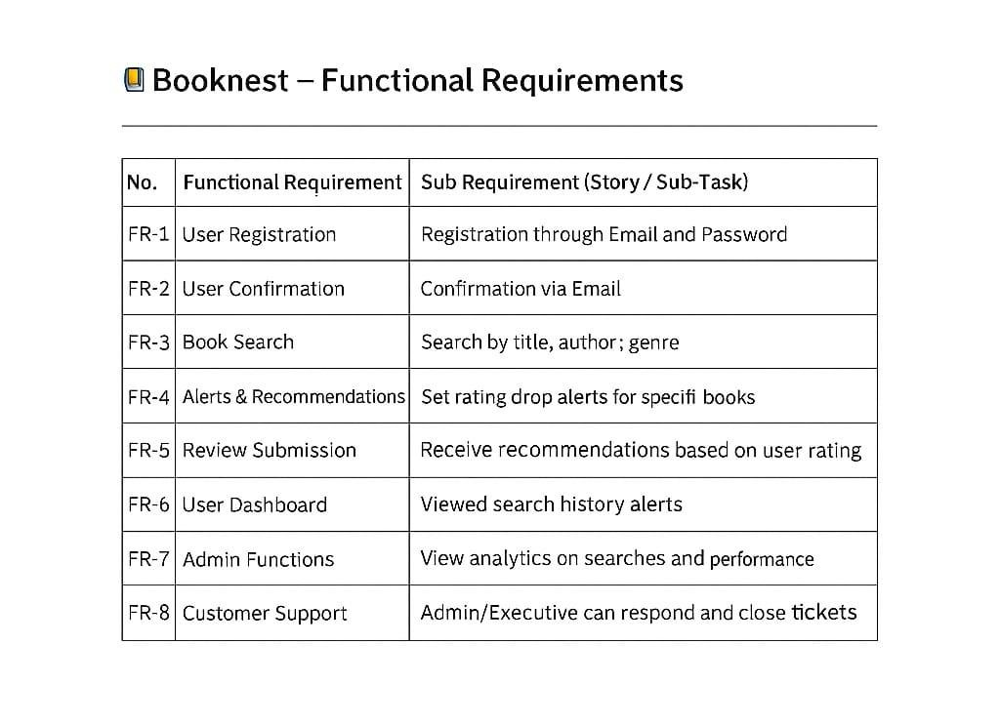 Booknest – Functional Requirements
No. Functional Requirement Sub Requirement (Story / Sub-Task)
FR-1 User Registration Registration through Email and Password
FR-2 User Confirmation Confirmation via Email
FR-3 Book Search Search by title, author; genre
FR-4 Alerts & Recommendations Set rating drop alerts for specifi books
FR-5 Review Submission Receive recommendations based on user rating
FR-6 User Dashboard Viewed search history alerts
FR-7 Admin Functions View analytics on searches and performance
FR-8 Customer Support Admin/Executive can respond and close tickets